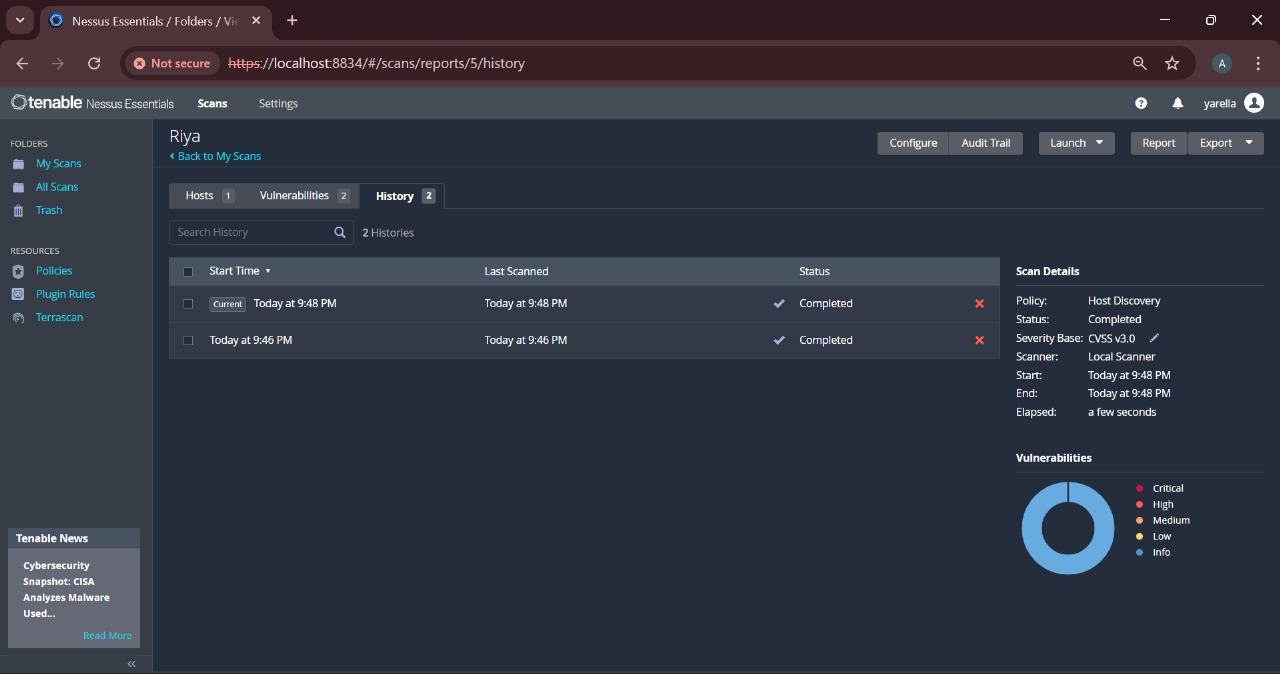 Nessus Essentials / Folders / Vie
Not secure https://localhost:8834/#/scans/reports/5/history A
tenable Nessus Essentials Scans Settings ? yarella
FOLDERS
My Scans
All Scans
Trash
RESOURCES
Policies
Plugin Rules
Terrascan
Tenable News
Cybersecurity
Snapshot: CISA
Analyzes Malware
Used...
Read More
Riya
Back to My Scans
Configure Audit Trail Launch Report Export
Hosts 1 Vulnerabilities 2 History 2
Search History 2 Histories
Start Time Last Scanned Status
Current Today at 9:48 PM Today at 9:48 PM Completed
Today at 9:46 PM Today at 9:46 PM Completed
Scan Details
Policy: Host Discovery
Status: Completed
Severity Base: CVSS v3.0
Scanner: Local Scanner
Start: Today at 9:48 PM
End: Today at 9:48 PM
Elapsed: a few seconds
Vulnerabilities
Critical
High
Medium
Low
Info